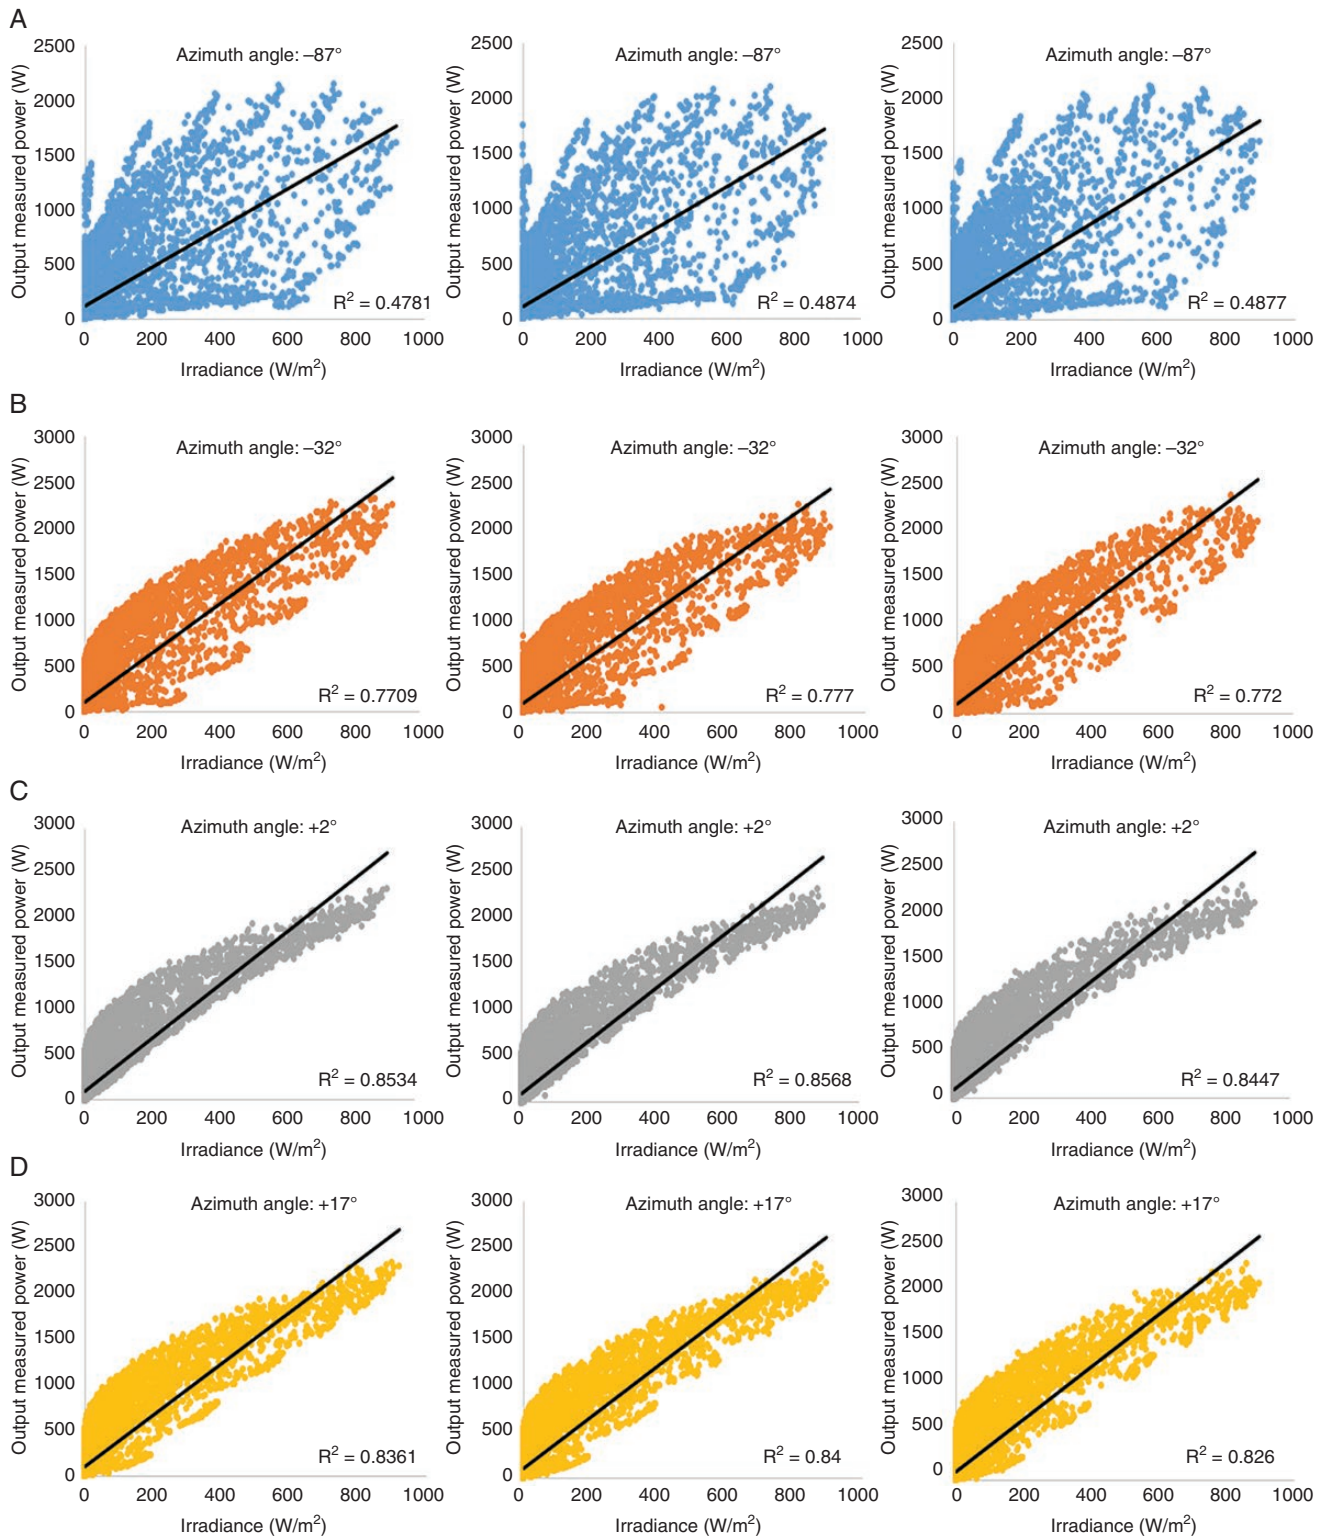 A
Azimuth angle: –87°
Output measured power (W)
2500
2000
1500
1000
500
0
R² = 0.4781
0 200 400 600 800 1000
Irradiance (W/m²)
Azimuth angle: –87°
Output measured power (W)
2500
2000
1500
1000
500
0
R² = 0.4874
0 200 400 600 800 1000
Irradiance (W/m²)
Azimuth angle: –87°
Output measured power (W)
2500
2000
1500
1000
500
0
R² = 0.4877
0 200 400 600 800 1000
Irradiance (W/m²)
B
Azimuth angle: –32°
Output measured power (W)
3000
2500
2000
1500
1000
500
0
R² = 0.7709
0 200 400 600 800 1000
Irradiance (W/m²)
Azimuth angle: –32°
Output measured power (W)
3000
2500
2000
1500
1000
500
0
R² = 0.777
0 200 400 600 800 1000
Irradiance (W/m²)
Azimuth angle: –32°
Output measured power (W)
3000
2500
2000
1500
1000
500
0
R² = 0.772
0 200 400 600 800 1000
Irradiance (W/m²)
C
Azimuth angle: +2°
Output measured power (W)
3000
2500
2000
1500
1000
500
0
R² = 0.8534
0 200 400 600 800 1000
Irradiance (W/m²)
Azimuth angle: +2°
Output measured power (W)
3000
2500
2000
1500
1000
500
0
R² = 0.8568
0 200 400 600 800 1000
Irradiance (W/m²)
Azimuth angle: +2°
Output measured power (W)
3000
2500
2000
1500
1000
500
0
R² = 0.8447
0 200 400 600 800 1000
Irradiance (W/m²)
D
Azimuth angle: +17°
Output measured power (W)
3000
2500
2000
1500
1000
500
0
R² = 0.8361
0 200 400 600 800 1000
Irradiance (W/m²)
Azimuth angle: +17°
Output measured power (W)
3000
2500
2000
1500
1000
500
0
R² = 0.84
0 200 400 600 800 1000
Irradiance (W/m²)
Azimuth angle: +17°
Output measured power (W)
3000
2500
2000
1500
1000
500
0
R² = 0.826
0 200 400 600 800 1000
Irradiance (W/m²)